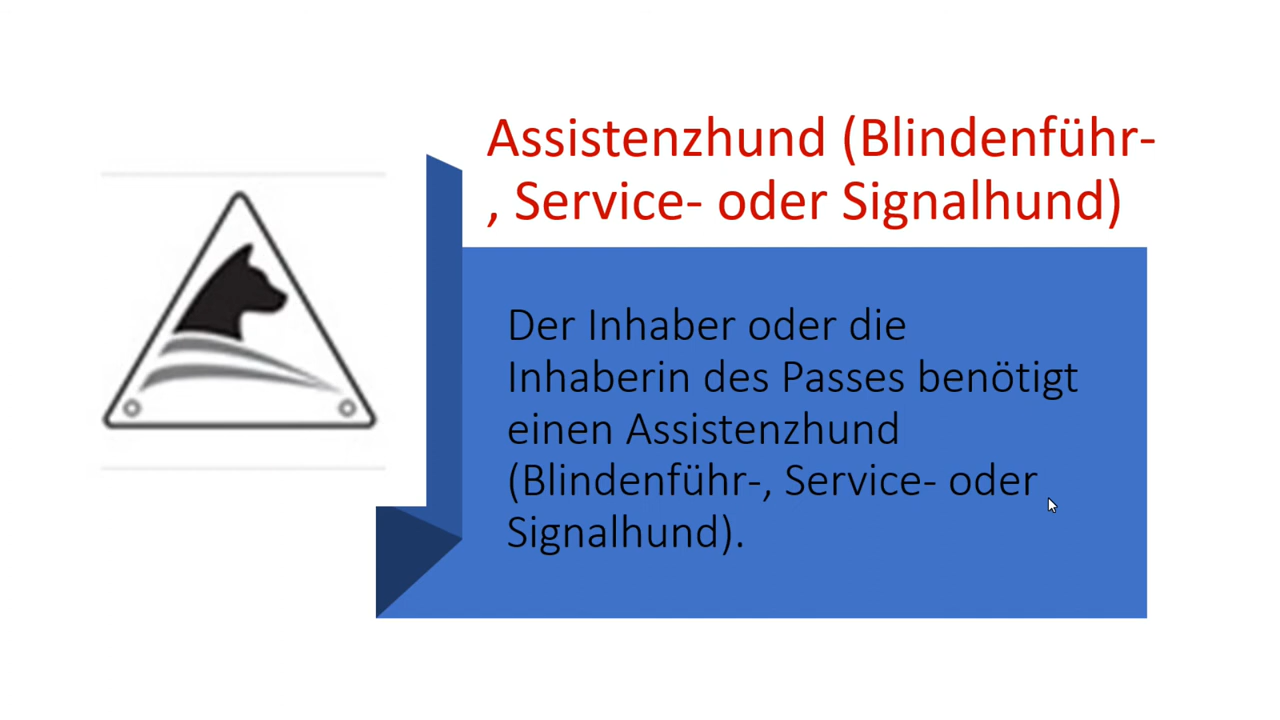 Assistenzhund (Blindenführ-
, Service- oder Signalhund)
Der Inhaber oder die
Inhaberin des Passes benötigt
einen Assistenzhund
(Blindenführ-, Service- oder
Signalhund).